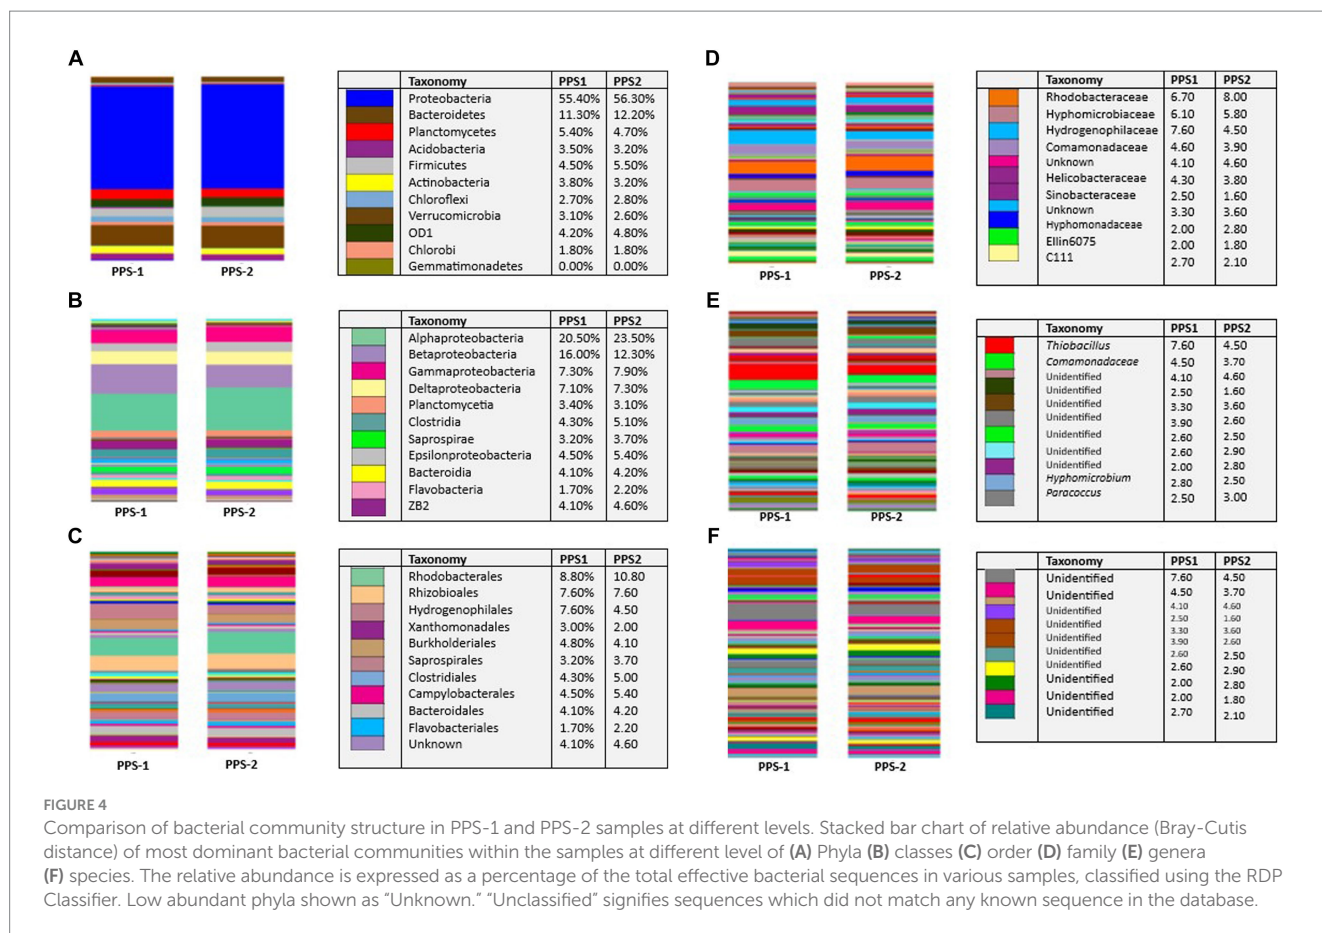 A
PPS-1 PPS-2
Taxonomy PPS1 PPS2
Proteobacteria 55.40% 56.30%
Bacteroidetes 11.30% 12.20%
Planctomycetes 5.40% 4.70%
Acidobacteria 3.50% 3.20%
Firmicutes 4.50% 5.50%
Actinobacteria 3.80% 3.20%
Chloroflexi 2.70% 2.80%
Verrucomicrobia 3.10% 2.60%
OD1 4.20% 4.80%
Chlorobi 1.80% 1.80%
Gemmatimonadetes 0.00% 0.00%
B
PPS-1 PPS-2
Taxonomy PPS1 PPS2
Alphaproteobacteria 20.50% 23.50%
Betaproteobacteria 16.00% 12.30%
Gammaproteobacteria 7.30% 7.90%
Deltaproteobacteria 7.10% 7.30%
Planctomycetia 3.40% 3.10%
Clostridia 4.30% 5.10%
Saprospirae 3.20% 3.70%
Epsilonproteobacteria 4.50% 5.40%
Bacteroidia 4.10% 4.20%
Flavobacteria 1.70% 2.20%
ZB2 4.10% 4.60%
C
PPS-1 PPS-2
Taxonomy PPS1 PPS2
Rhodobacterales 8.80% 10.80
Rhizobioales 7.60% 7.60
Hydrogenophilales 7.60% 4.50
Xanthomonadales 3.00% 2.00
Burkholderiales 4.80% 4.10
Saprospirales 3.20% 3.70
Clostridiales 4.30% 5.00
Campylobacterales 4.50% 5.40
Bacteroidales 4.10% 4.20
Flavobacteriales 1.70% 2.20
Unknown 4.10% 4.60
D
PPS-1 PPS-2
Taxonomy PPS1 PPS2
Rhodobacteraceae 6.70 8.00
Hyphomicrobiaceae 6.10 5.80
Hydrogenophilaceae 7.60 4.50
Comamonadaceae 4.60 3.90
Unknown 4.10 4.60
Helicobacteraceae 4.30 3.80
Sinobacteraceae 2.50 1.60
Unknown 3.30 3.60
Hyphomonadaceae 2.00 2.80
Ellin6075 2.00 1.80
C111 2.70 2.10
E
PPS-1 PPS-2
Taxonomy PPS1 PPS2
Thiobacillus 7.60 4.50
Comamonadaceae 4.50 3.70
Unidentified 4.10 4.60
Unidentified 2.50 1.60
Unidentified 3.30 3.60
Unidentified 3.90 2.60
Unidentified 2.60 2.50
Unidentified 2.60 2.90
Unidentified 2.00 2.80
Hyphomicrobium 2.80 2.50
Paracoccus 2.50 3.00
F
PPS-1 PPS-2
Taxonomy PPS1 PPS2
Unidentified 7.60 4.50
Unidentified 4.50 3.70
Unidentified 4.10 4.60
Unidentified 2.50 1.60
Unidentified 3.30 3.60
Unidentified 3.90 2.60
Unidentified 2.60 2.50
Unidentified 2.60 2.90
Unidentified 2.00 2.80
Unidentified 2.00 1.80
Unidentified 2.70 2.10
FIGURE 4
Comparison of bacterial community structure in PPS-1 and PPS-2 samples at different levels. Stacked bar chart of relative abundance (Bray-Cutis
distance) of most dominant bacterial communities within the samples at different level of (A) Phyla (B) classes (C) order (D) family (E) genera
(F) species. The relative abundance is expressed as a percentage of the total effective bacterial sequences in various samples, classified using the RDP
Classifier. Low abundant phyla shown as “Unknown.” “Unclassified” signifies sequences which did not match any known sequence in the database.